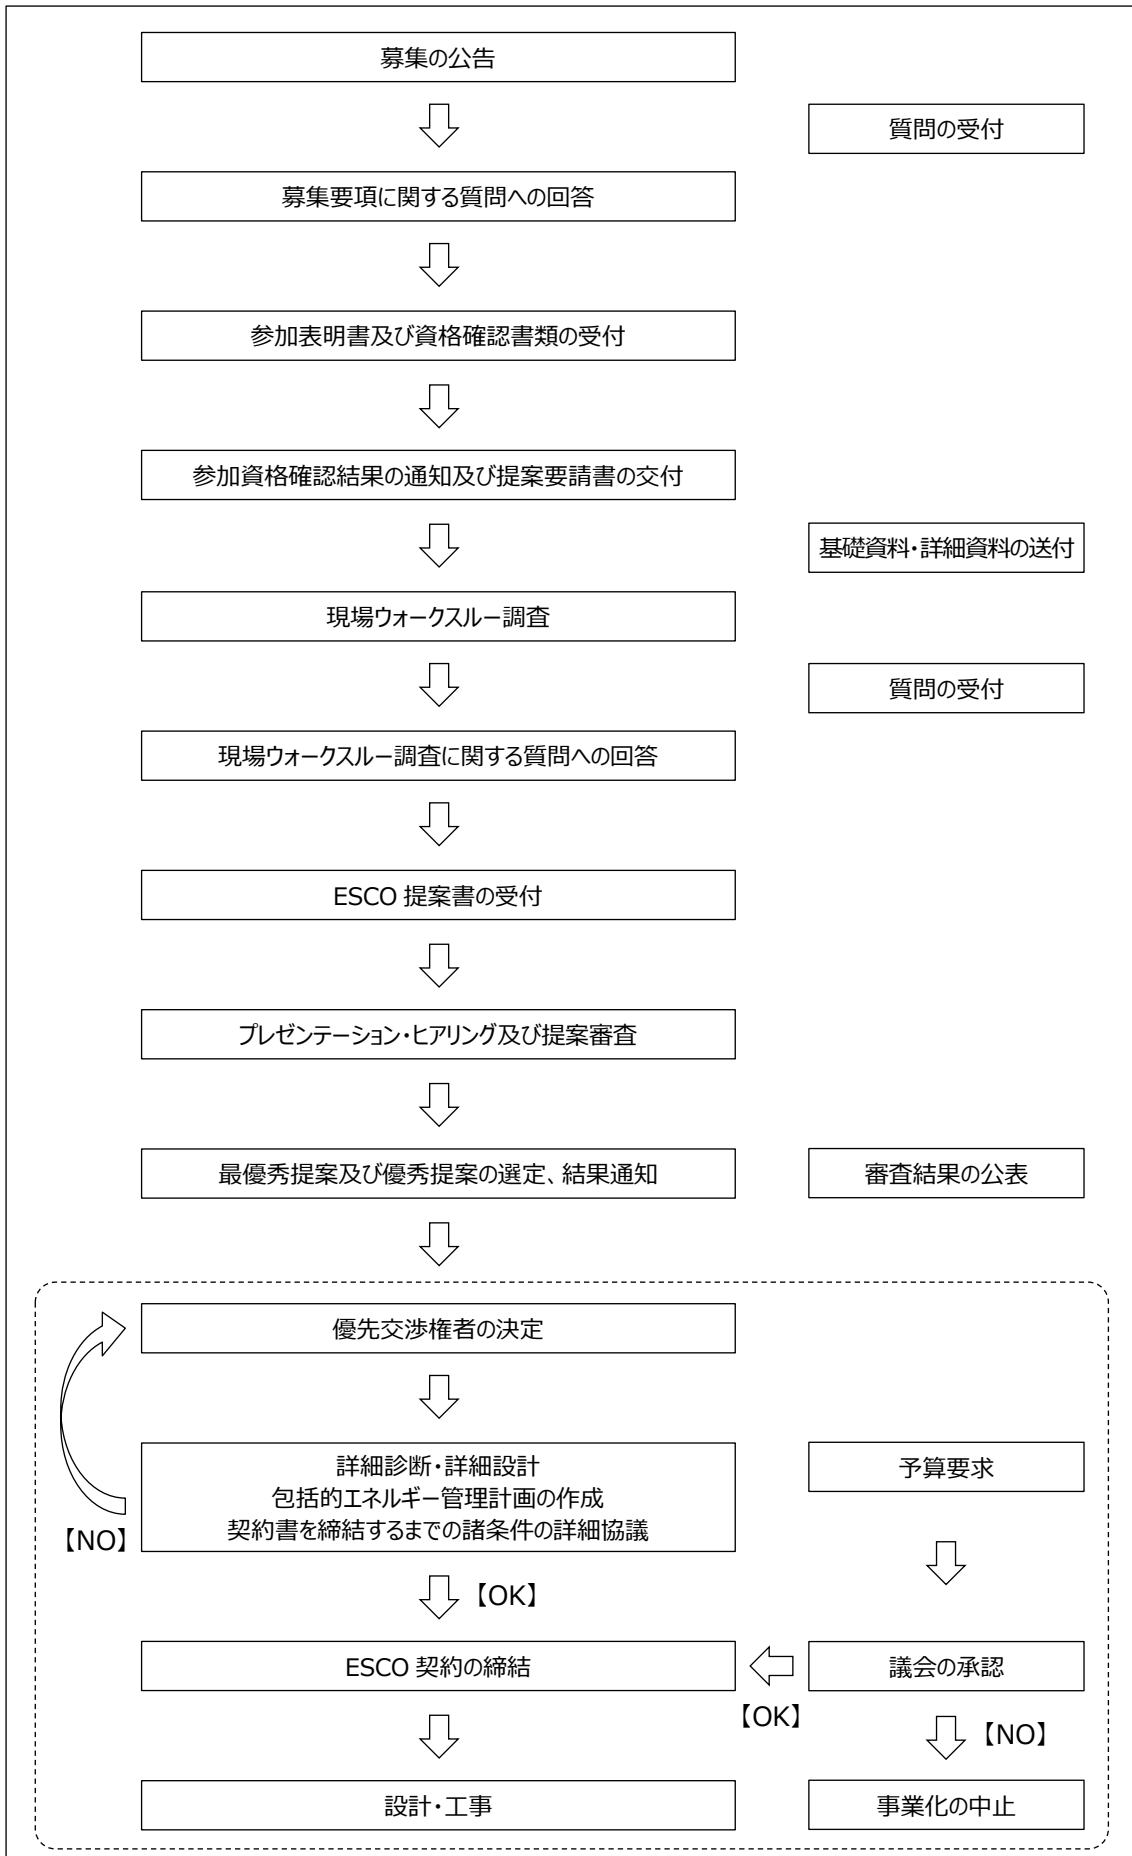 募集の公告
質問の受付
募集要項に関する質問への回答
参加表明書及び資格確認書類の受付
参加資格確認結果の通知及び提案要請書の交付
基礎資料・詳細資料の送付
現場ウォークスルー調査
質問の受付
現場ウォークスルー調査に関する質問への回答
ESCO 提案書の受付
プレゼンテーション・ヒアリング及び提案審査
最優秀提案及び優秀提案の選定、結果通知
審査結果の公表
優先交渉権者の決定
詳細診断・詳細設計
包括的エネルギー管理計画の作成
契約書を締結するまでの諸条件の詳細協議
予算要求
【NO】
【OK】
ESCO 契約の締結
議会の承認
【OK】
【NO】
設計・工事
事業化の中止